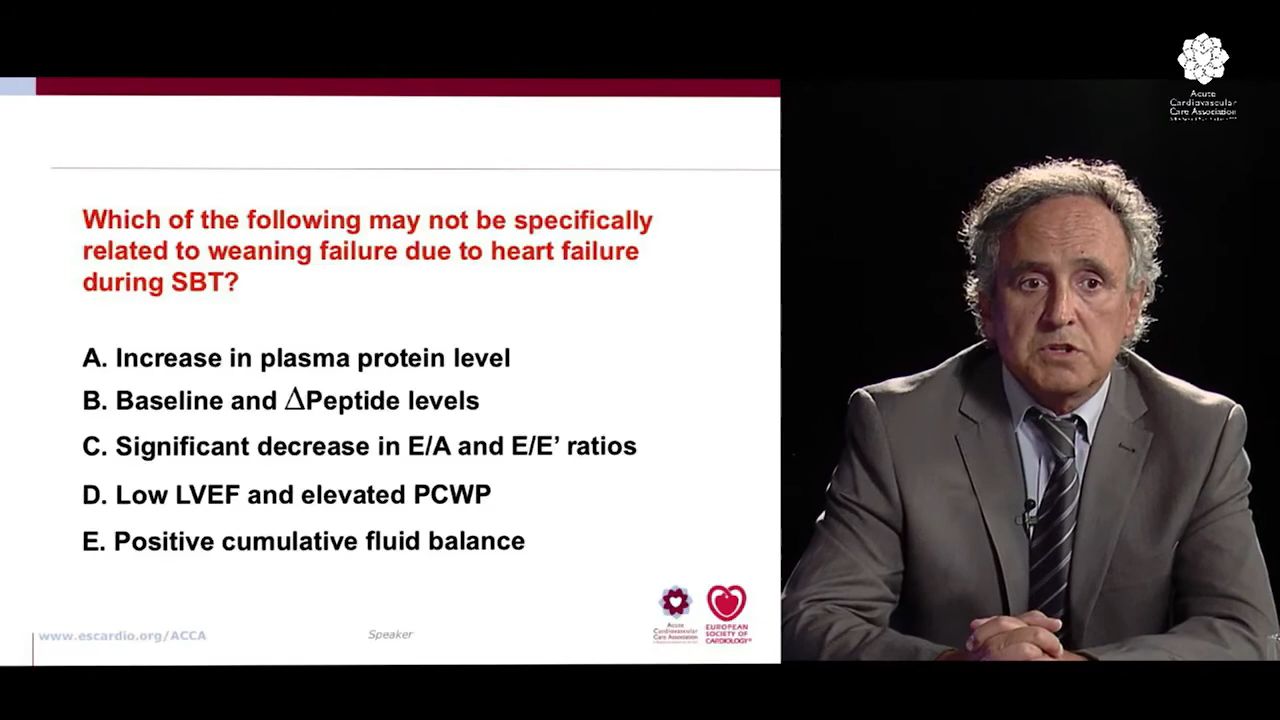 Acute
Cardiovascular
Care Association
Which of the following may not be specifically
related to weaning failure due to heart failure
during SBT?
A. Increase in plasma protein level
B. Baseline and ΔPeptide levels
C. Significant decrease in E/A and E/E’ ratios
D. Low LVEF and elevated PCWP
E. Positive cumulative fluid balance
www.escardio.org/ACCA
Speaker
Acute
Cardiovascular
Care Association
EUROPEAN
SOCIETY OF
CARDIOLOGY®